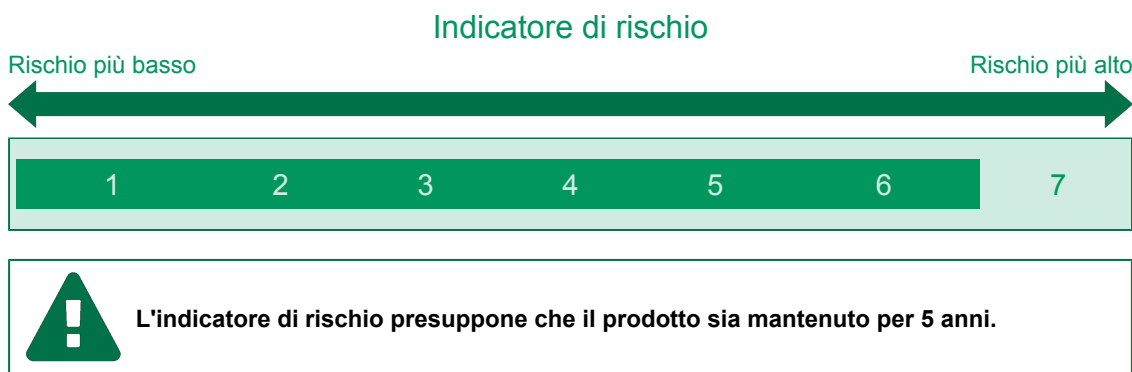 Indicatore di rischio
Rischio più basso Rischio più alto
1 2 3 4 5 6 7
L'indicatore di rischio presuppone che il prodotto sia mantenuto per 5 anni.